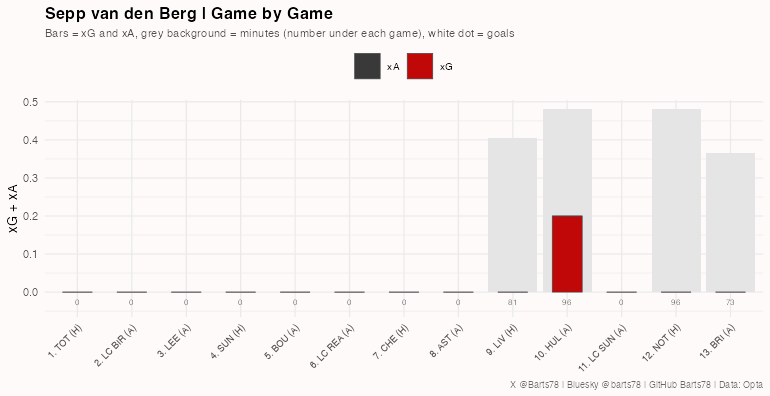 Sepp van den Berg | Game by Game
Bars = xG and xA, grey background = minutes (number under each game), white dot = goals
xA xG
xG + xA
0.5
0.4
0.3
0.2
0.1
0.0
0 0 0 0 0 0 0 0 81 96 0 96 73
1. TOT (H)
2. LC BIR (A)
3. LEE (A)
4. SUN (H)
5. BOU (A)
6. LC REA (A)
7. CHE (H)
8. AST (A)
9. LIV (H)
10. HUL (A)
11. LC SUN (A)
12. NOT (H)
13. BRI (A)
X @Barts78 | Bluesky @barts78 | GitHub Barts78 | Data: Opta